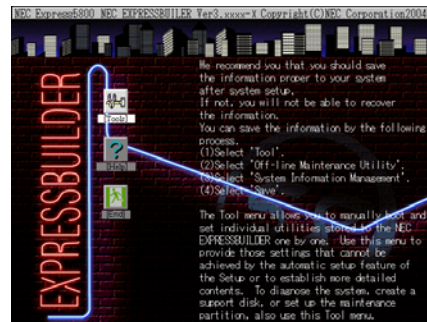 NEC Express5800 NEC EXPRESSBUILER Ver3.xxxx-X Copyright(C)NEC Corporation2004
EXPRESSBUILDER
[Tools]
[Help]
[End]
We recommend you that you should save
the information proper to your system
after system setup.
If not, you will not be able to recover
the information.
You can save the information by the following
process.
(1)Select 'Tool'.
(2)Select 'Off-line Maintenance Utility'.
(3)Select 'System Information Management'.
(4)Select 'Save'.
The Tool menu allows you to manually boot and
set individual utilities stored to the NEC
EXPRESSBUILDER one by one. Use this menu to
provide those settings that cannot be
achieved by the automatic setup feature of
the Setup or to establish more detailed
contents. To diagnose the system, create a
support disk, or set up the maintenance
partition, also use this Tool menu.